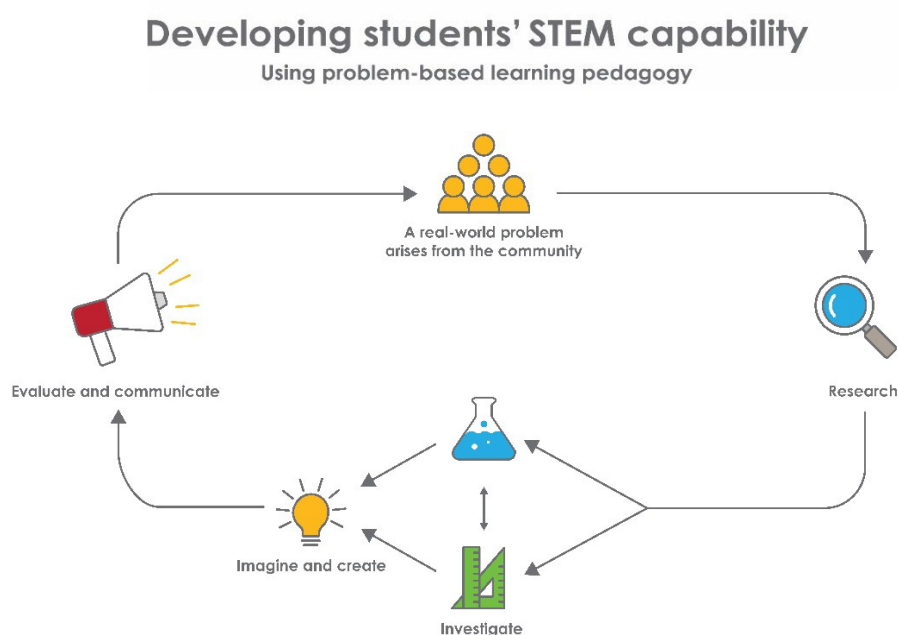 Developing students' STEM capability
Using problem-based learning pedagogy
A real-world problem
arises from the community
Evaluate and communicate
Research
Imagine and create
Investigate